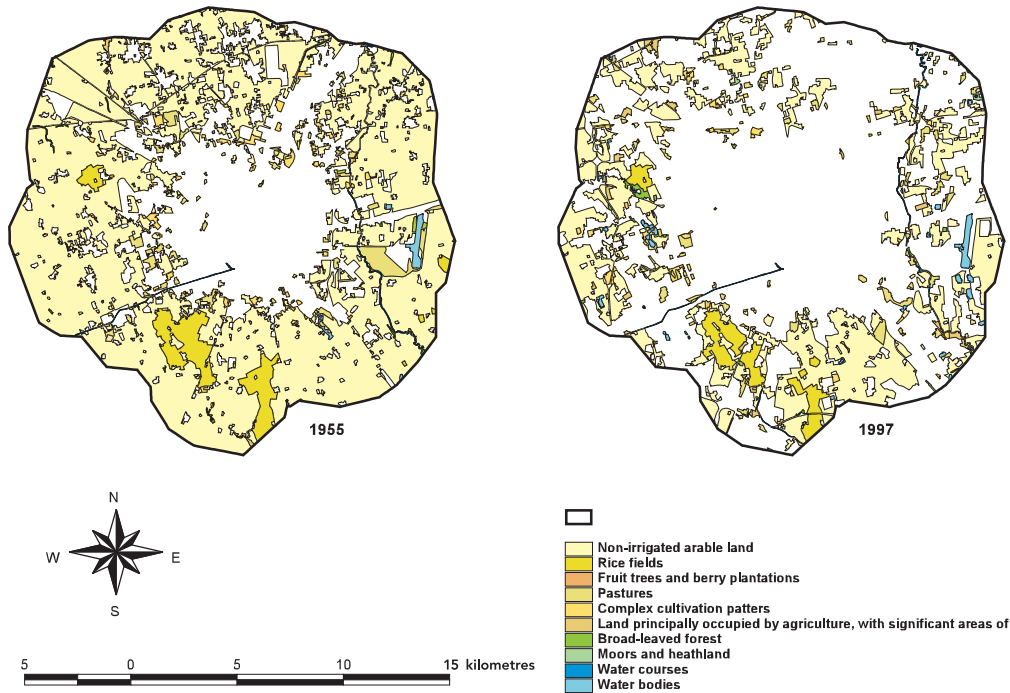 1955
1997
N
W
E
S
5
0
5
10
15
kilometres
Non-irrigated arable land
Rice fields
Fruit trees and berry plantations
Pastures
Complex cultivation patters
Land principally occupied by agriculture, with significant areas of
Broad-leaved forest
Moors and heathland
Water courses
Water bodies